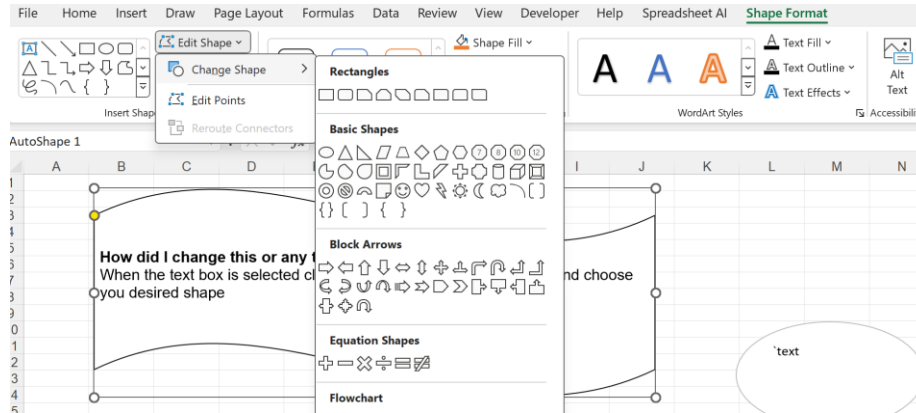 File Home Insert Draw Page Layout Formulas Data Review View Developer Help Spreadsheet AI Shape Format
Edit Shape
Shape Fill
Text Fill
Change Shape
Rectangles
A A A
Text Outline
Alt
Text
Edit Points
Text Effects
Insert Shap
Reroute Connectors
Basic Shapes
WordArt Styles
Accessibili
AutoShape 1
A B C D I J K L M N
Block Arrows
How did I change this or any t
When the text box is selected cl
nd choose
you desired shape
Equation Shapes
`text
Flowchart